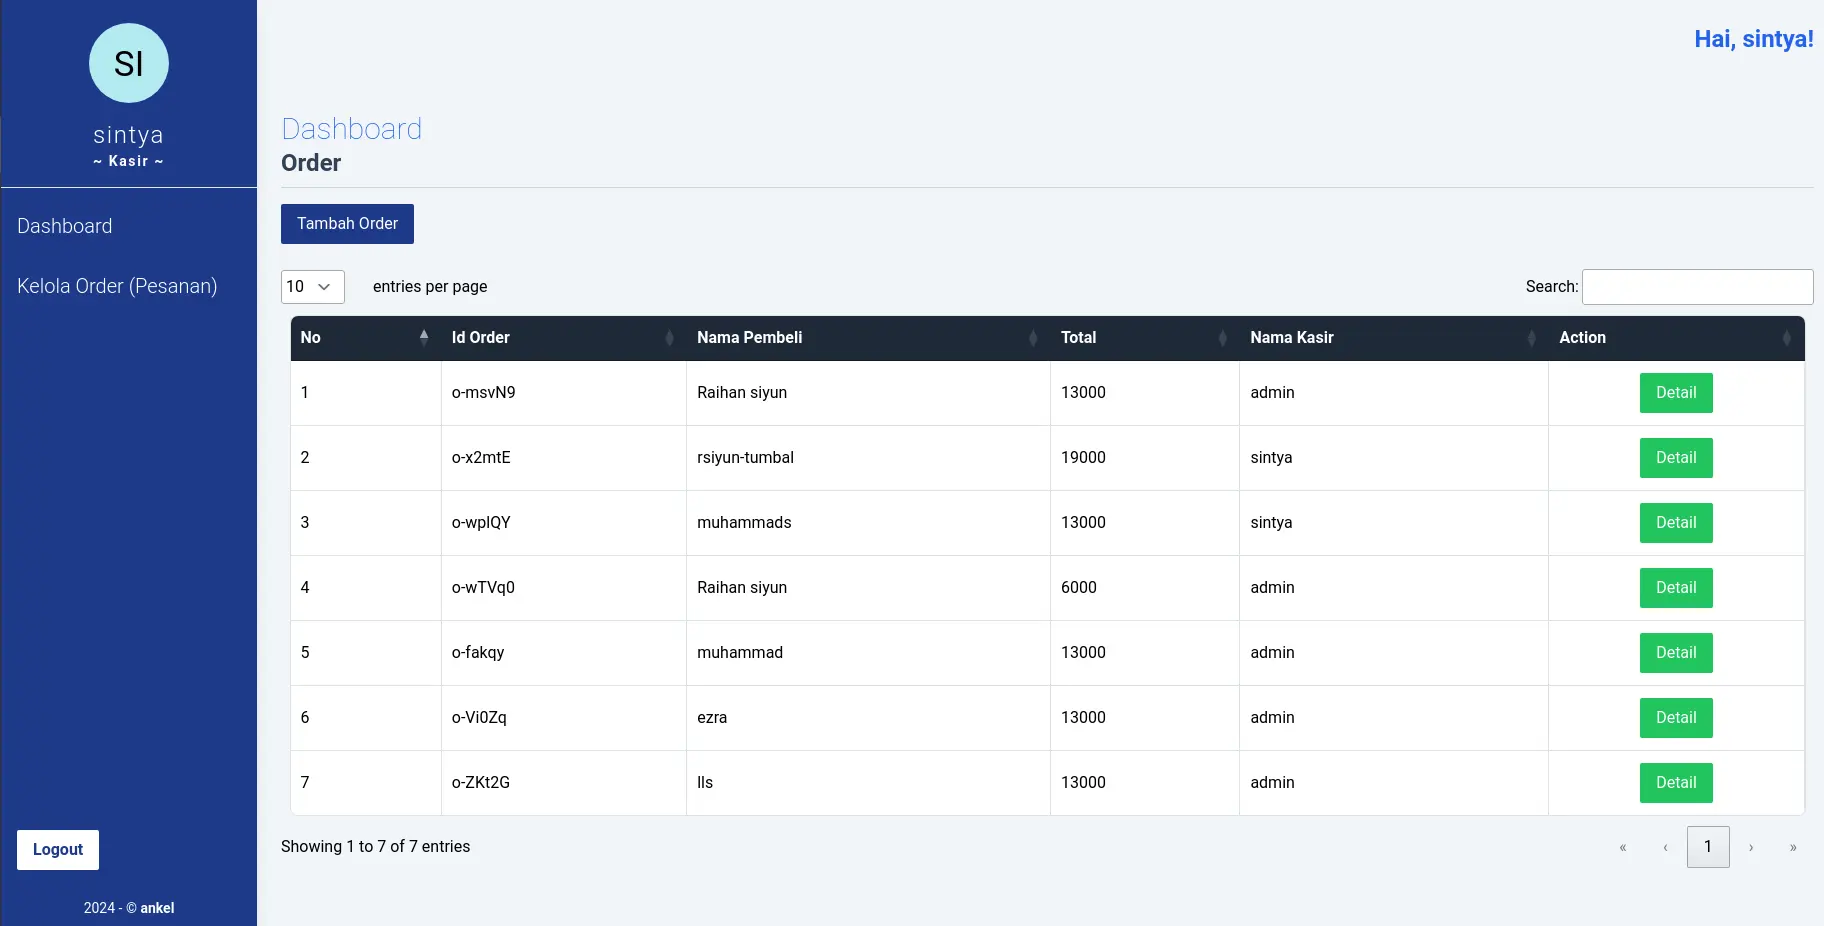 SI
sintya
~ Kasir ~
Dashboard
Kelola Order (Pesanan)
Logout
2024 - © ankel
Hai, sintya!
Dashboard
Order
Tambah Order
10 entries per page Search:
No Id Order Nama Pembeli Total Nama Kasir Action
1 o-msvN9 Raihan siyun 13000 admin Detail
2 o-x2mtE rsiyun-tumbal 19000 sintya Detail
3 o-wplQY muhammads 13000 sintya Detail
4 o-wTVq0 Raihan siyun 6000 admin Detail
5 o-fakqy muhammad 13000 admin Detail
6 o-Vi0Zq ezra 13000 admin Detail
7 o-ZKt2G lls 13000 admin Detail
Showing 1 to 7 of 7 entries « ‹ 1 › »